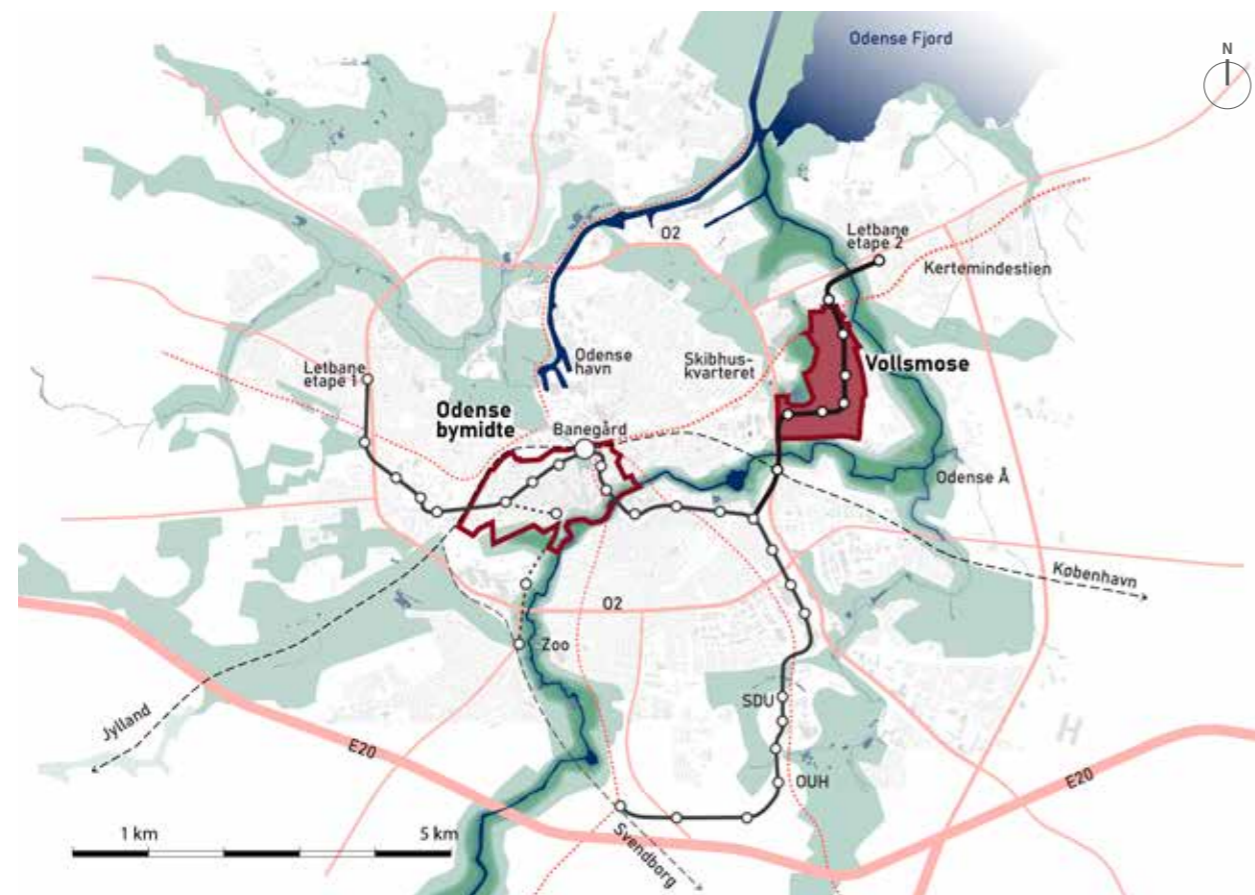 Odense Fjord
N
Letbane
etape 2
O2
Kertemindestien
Odense
havn
Skibhus-
kvarteret
Vollsmose
Letbane
etape 1
Odense
bymidte
Banegård
Odense Å
København
O2
Zoo
SDU
Jylland
E20
OUH
E20
H
1 km
5 km
Svendborg